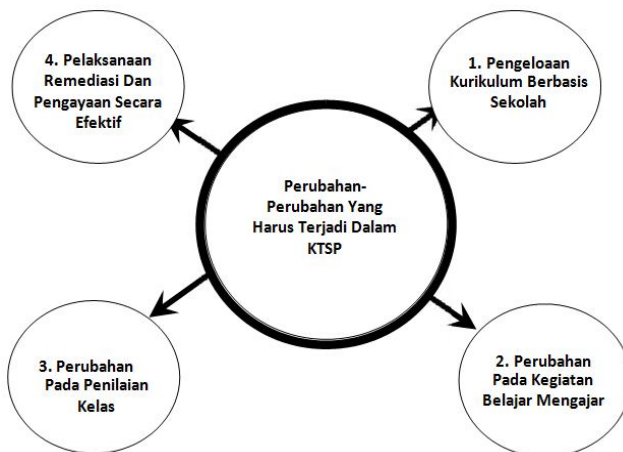 Perubahan-
Perubahan Yang
Harus Terjadi Dalam
KTSP
1. Pengeloaan
Kurikulum Berbasis
Sekolah
2. Perubahan
Pada Kegiatan
Belajar Mengajar
3. Perubahan
Pada Penilaian
Kelas
4. Pelaksanaan
Remediasi Dan
Pengayaan Secara
Efektif